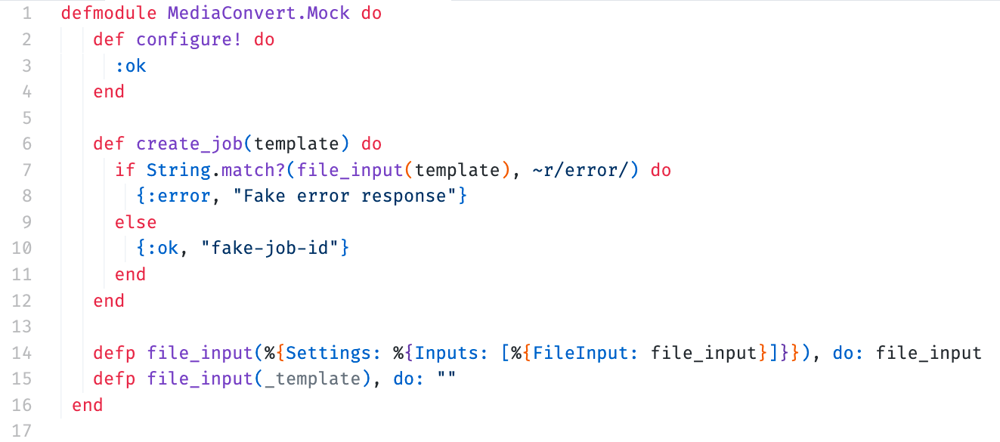 1 defmodule MediaConvert.Mock do
2   def configure! do
3     :ok
4   end
5
6   def create_job(template) do
7     if String.match?(file_input(template), ~r/error/) do
8       {:error, "Fake error response"}
9     else
10       {:ok, "fake-job-id"}
11     end
12   end
13
14   defp file_input(%{Settings: %{Inputs: [%{FileInput: file_input}]}}), do: file_input
15   defp file_input(_template), do: ""
16 end
17